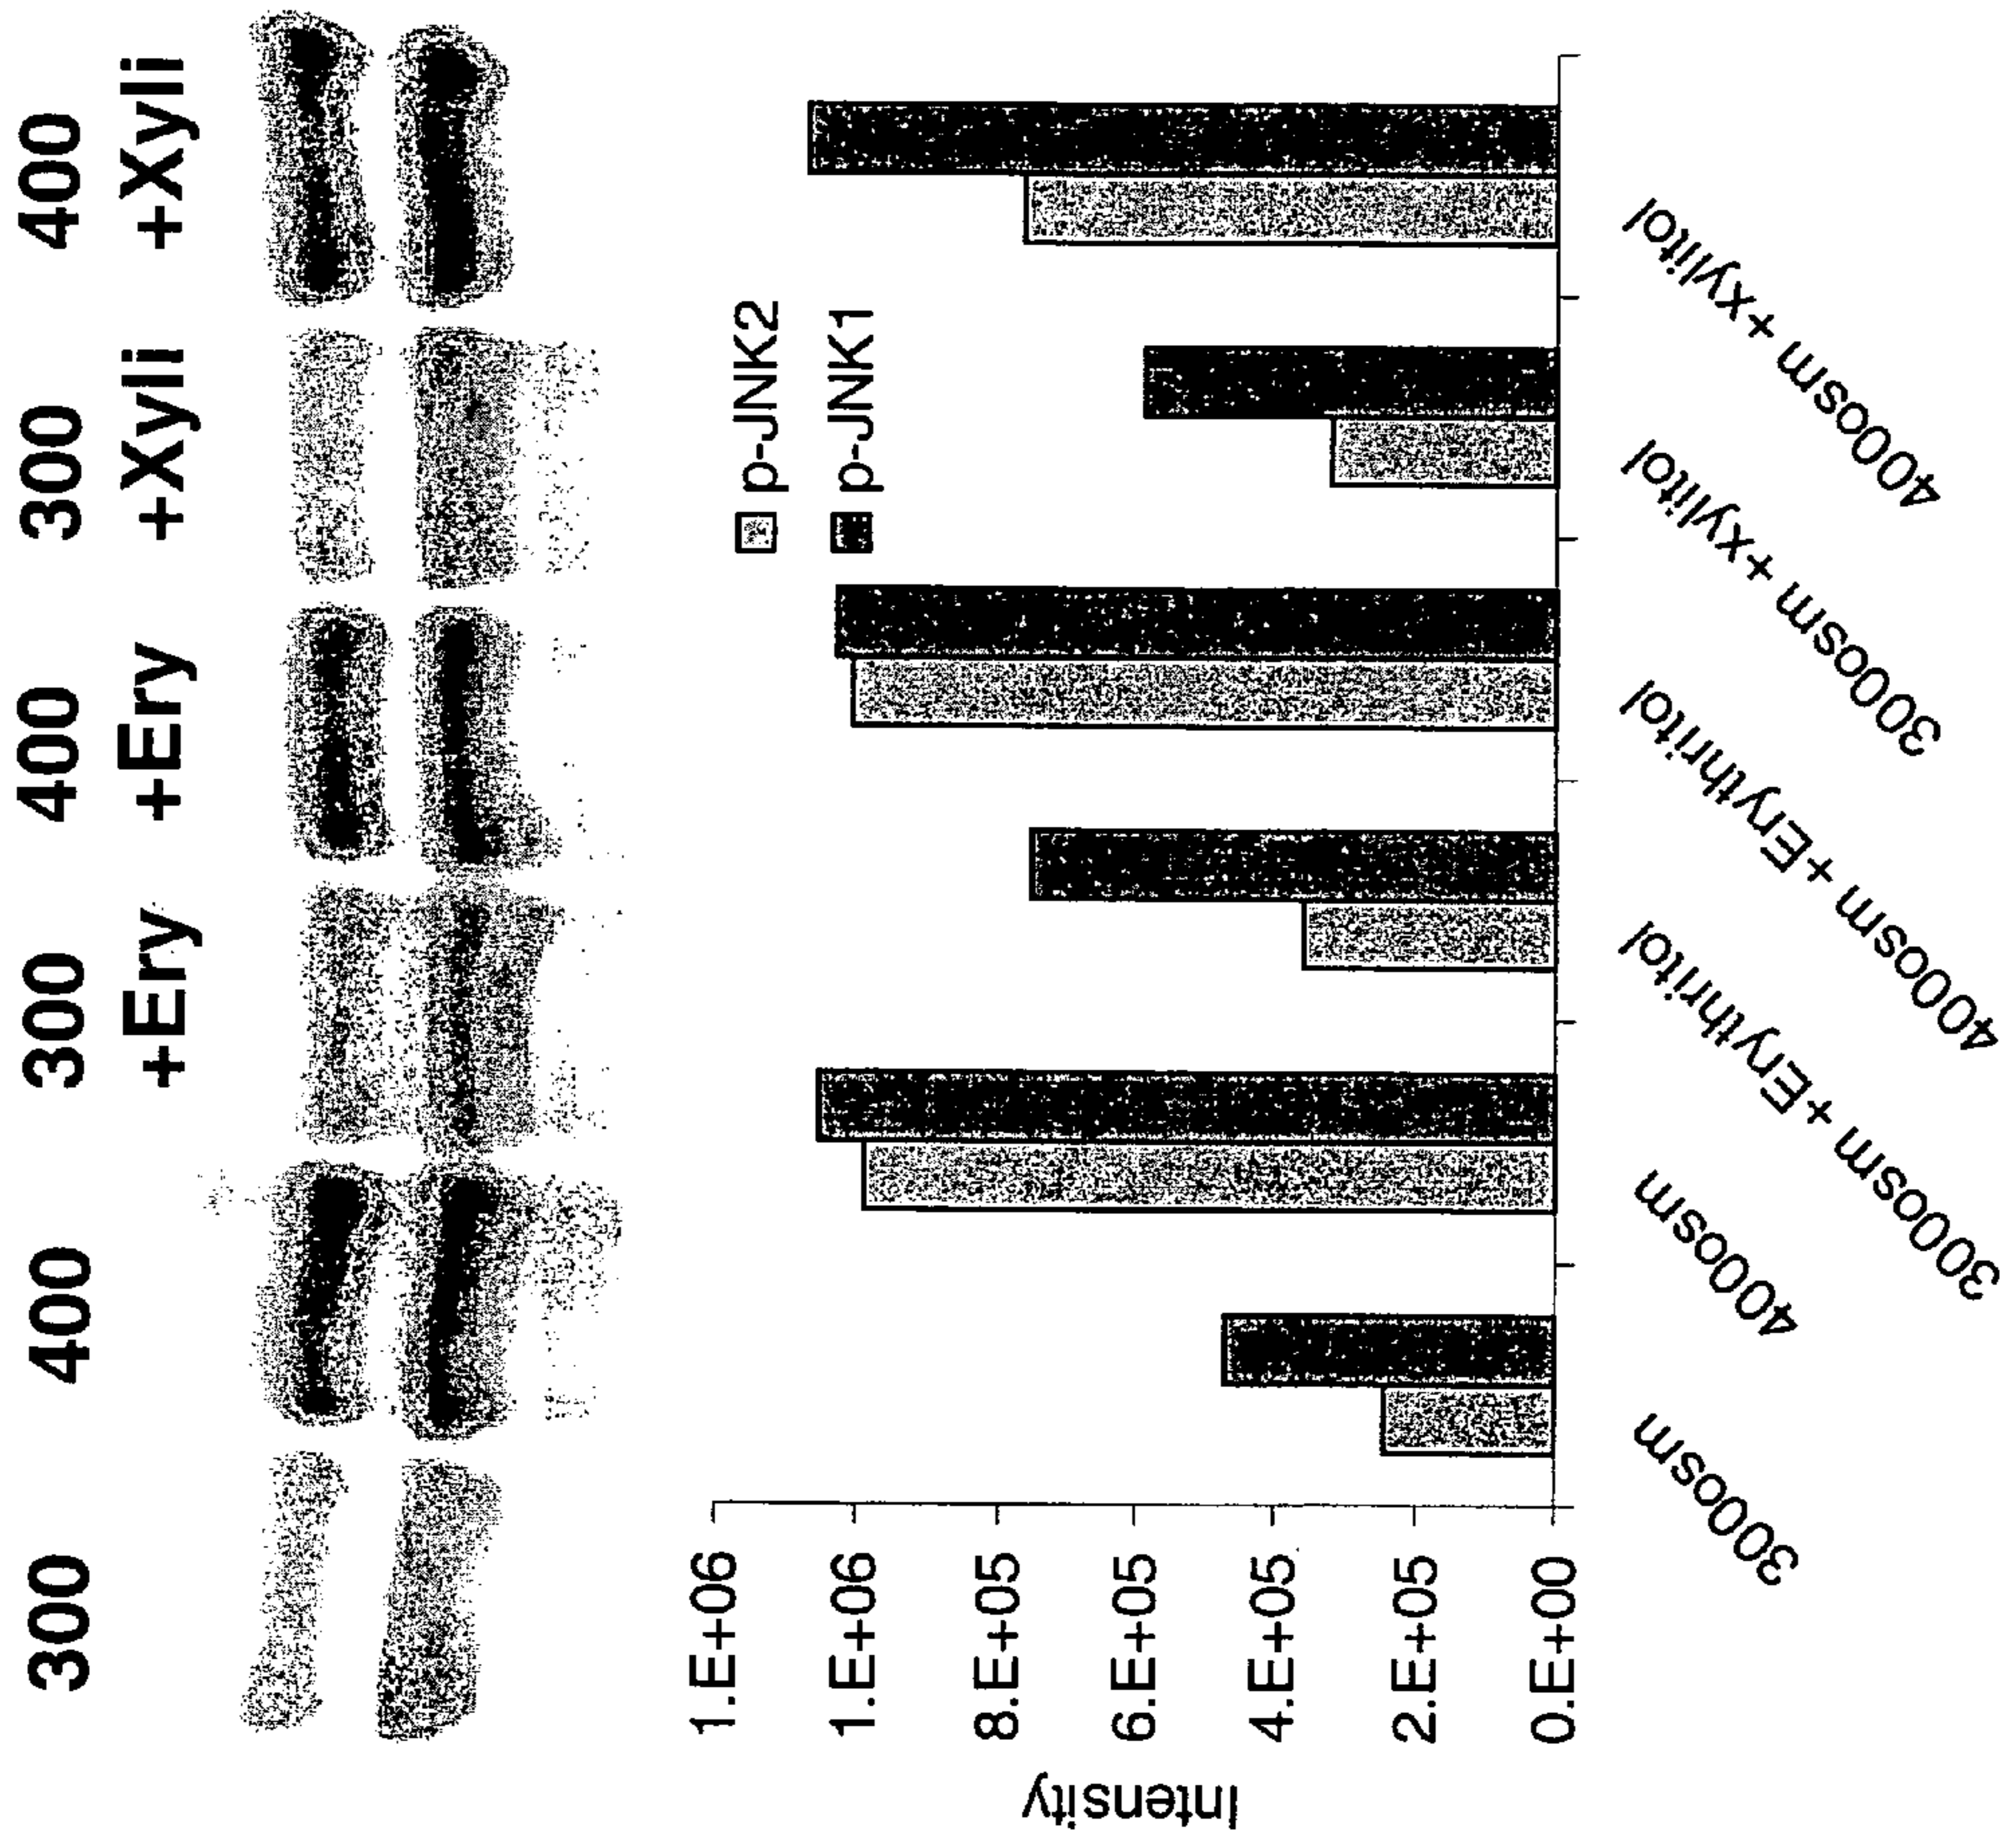 300 400 300 400 300 400
+Ery +Ery +Xyli +Xyli
p-JNK2
p-JNK1
1.E+06
1.E+06
8.E+05
6.E+05
4.E+05
2.E+05
0.E+00
Intensity
300osm
400osm
300osm +Erythritol
400osm +Erythritol
300osm +xylitol
400osm +xylitol